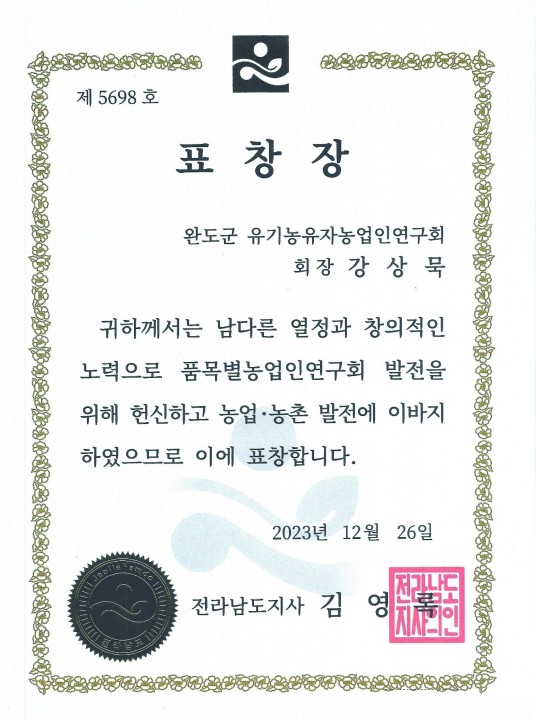 제 5698 호
표 창 장
완도군 유기농유자농업인연구회
회장 강 상 묵
귀하께서는 남다른 열정과 창의적인
노력으로 품목별농업인연구회 발전을
위해 헌신하고 농업·농촌 발전에 이바지
하였으므로 이에 표창합니다.
2023년 12월 26일
전라남도지사 김 영 록
전라남도
지사의인
전라남도